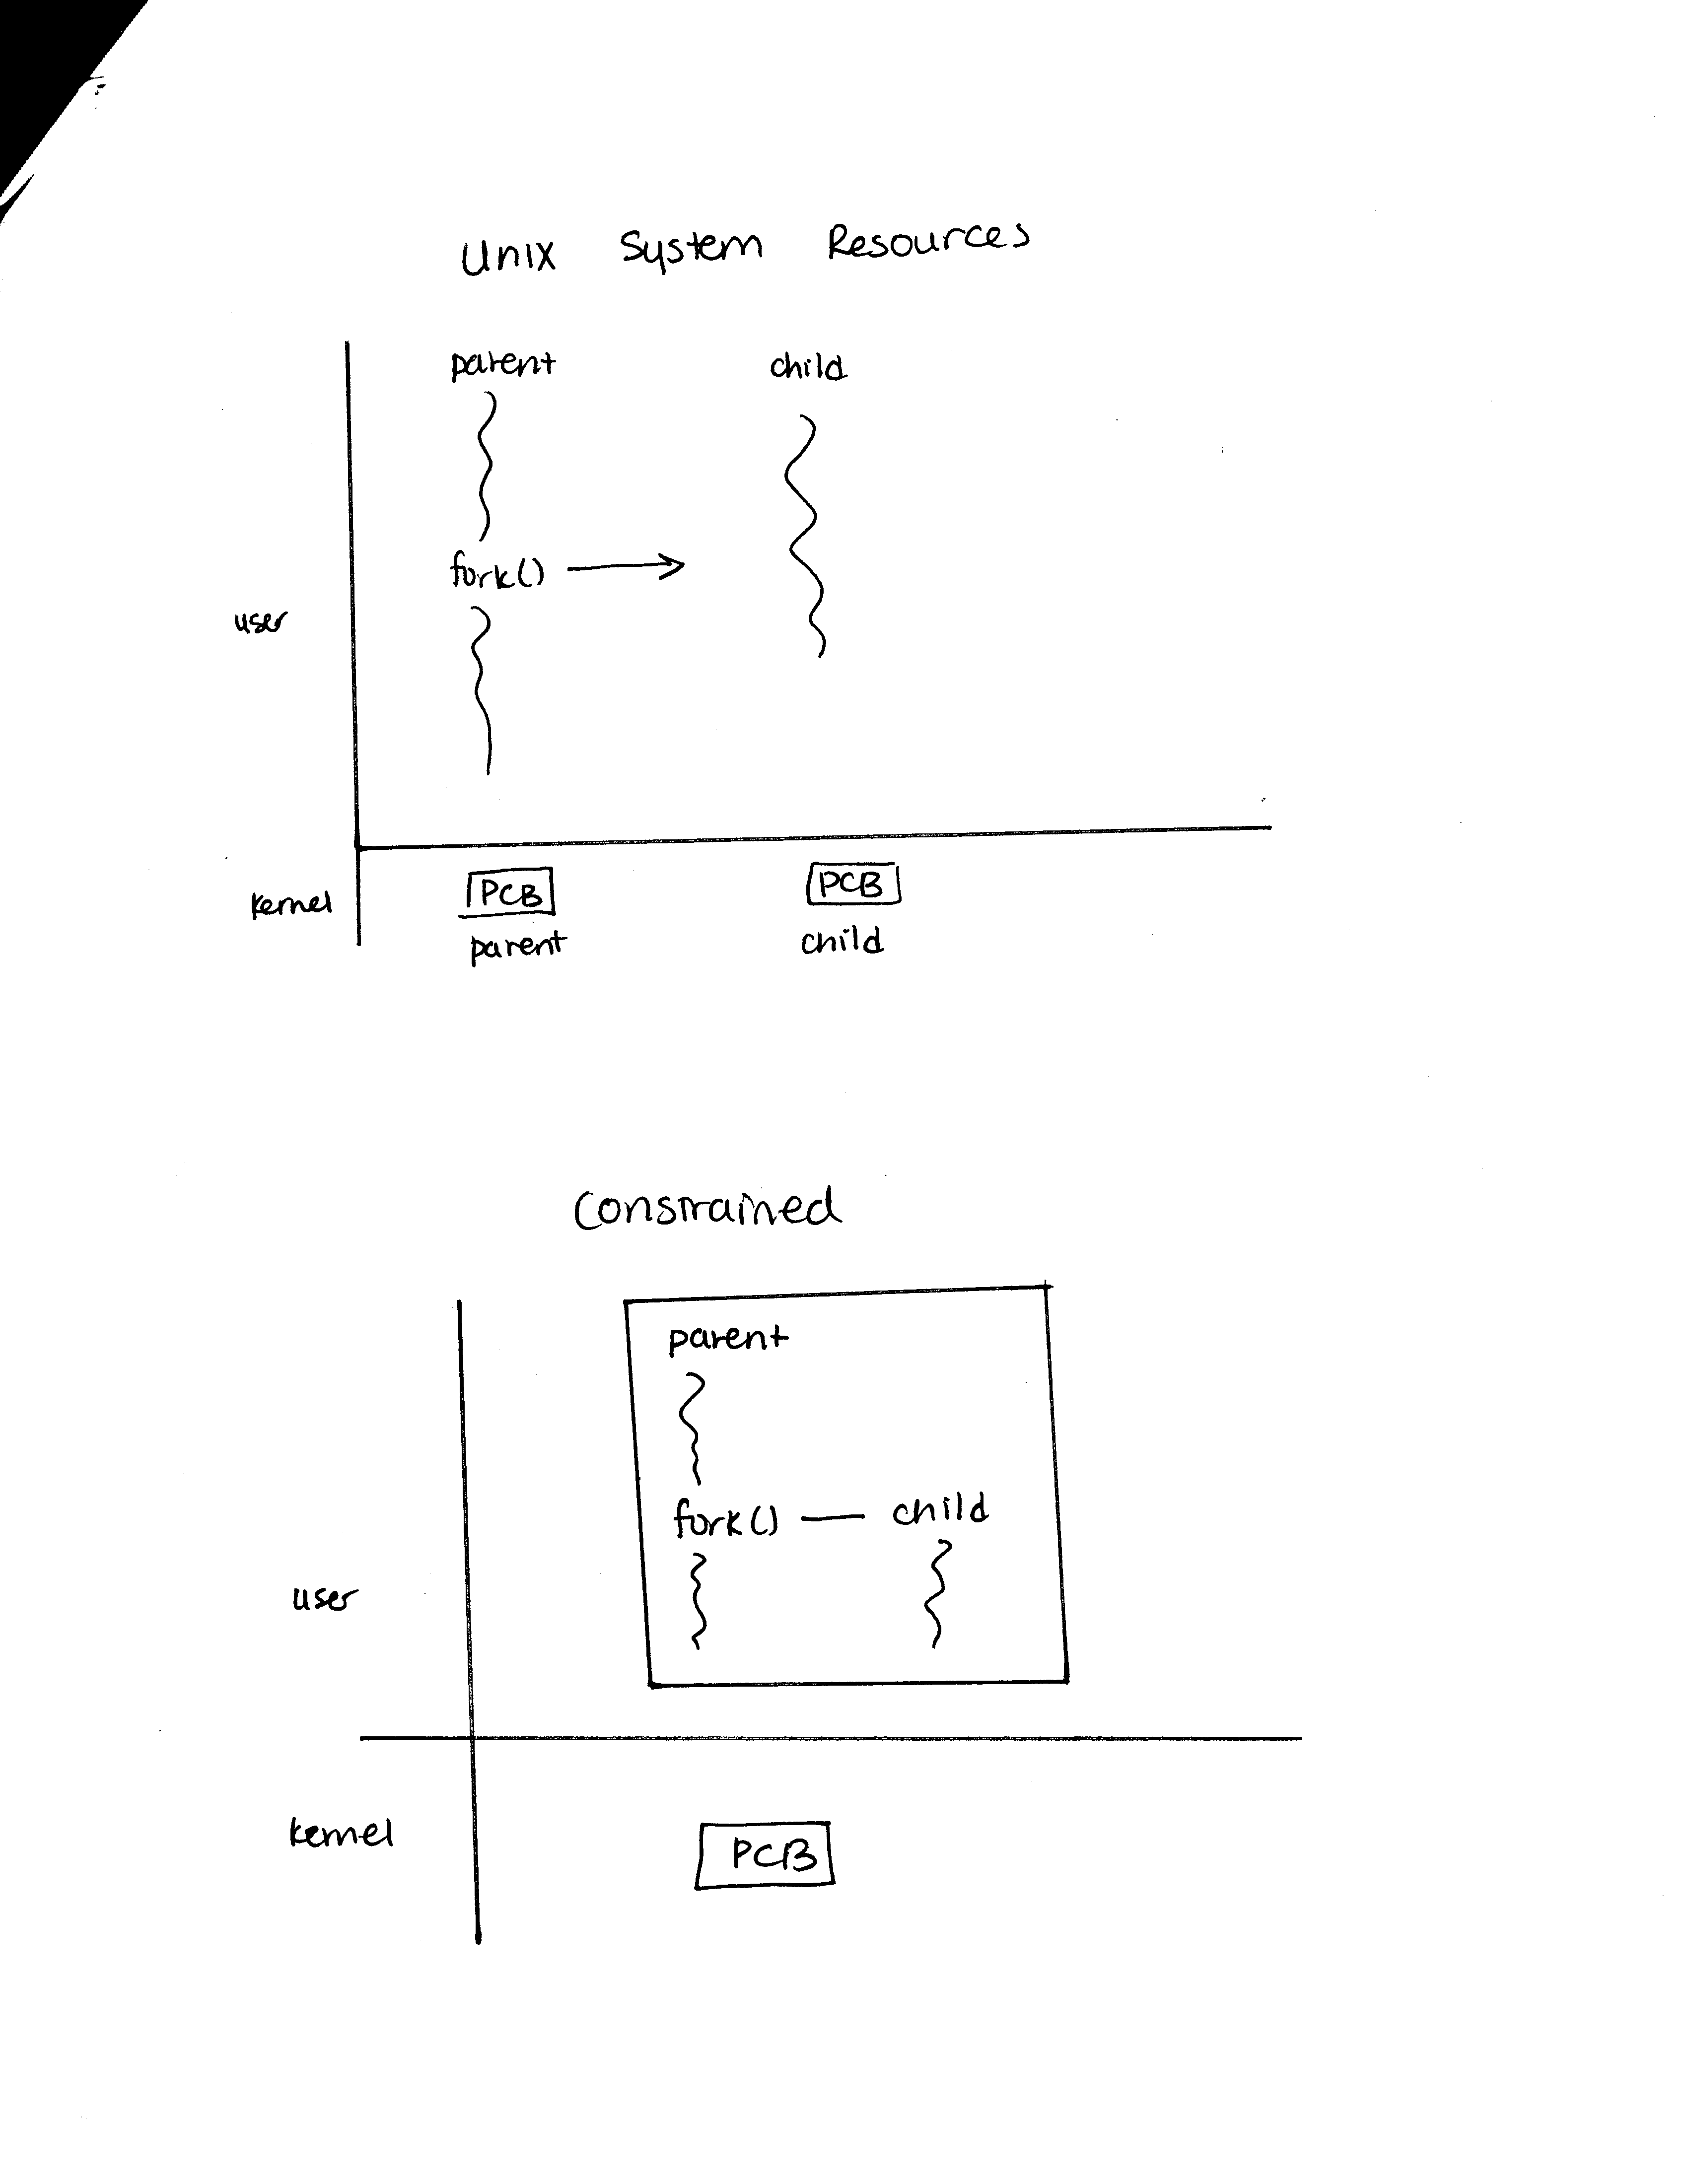 Unix System Resources
parent child
fork()
user
kernel PCB PCB
parent child
Constrained
parent
fork() child
user
kernel PCB